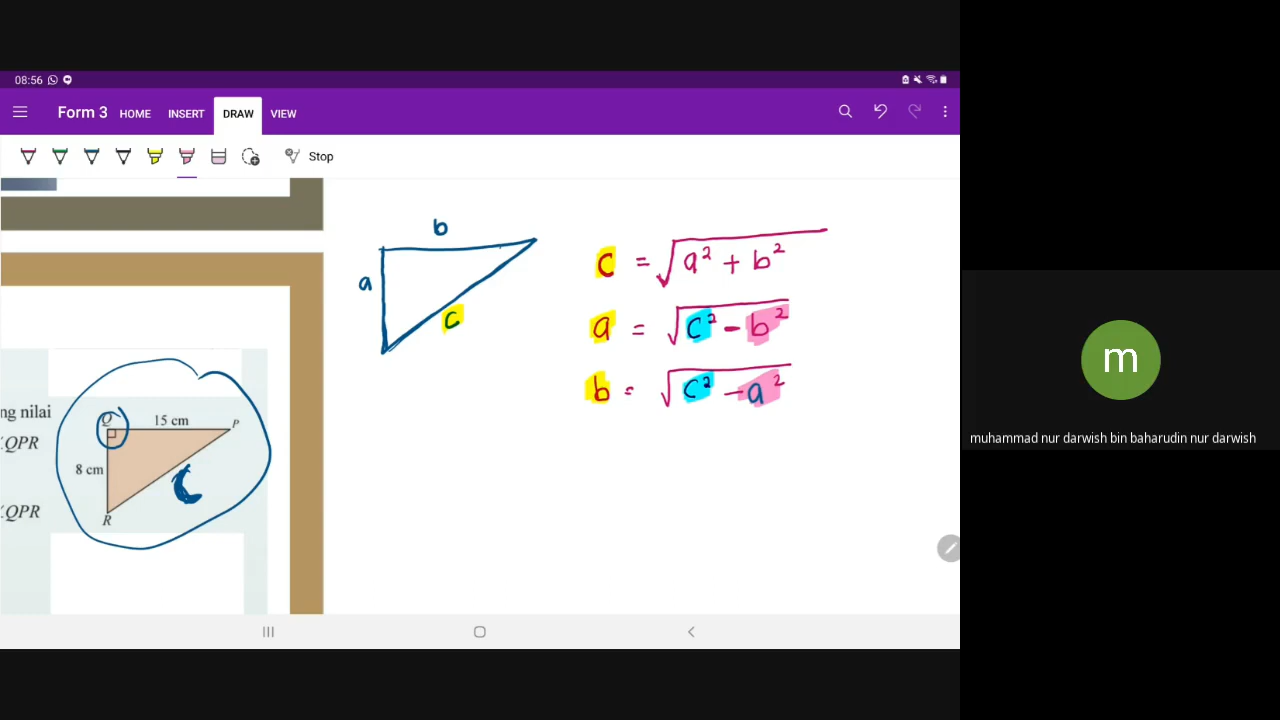 08:56
Form 3 HOME INSERT DRAW VIEW
Stop
b
a
c
c = √a² + b²
a = √c² - b²
b = √c² - a²
ng nilai
∠QPR
Q 15 cm P
8 cm
C
R
∠QPR
m
muhammad nur darwish bin baharudin nur darwish